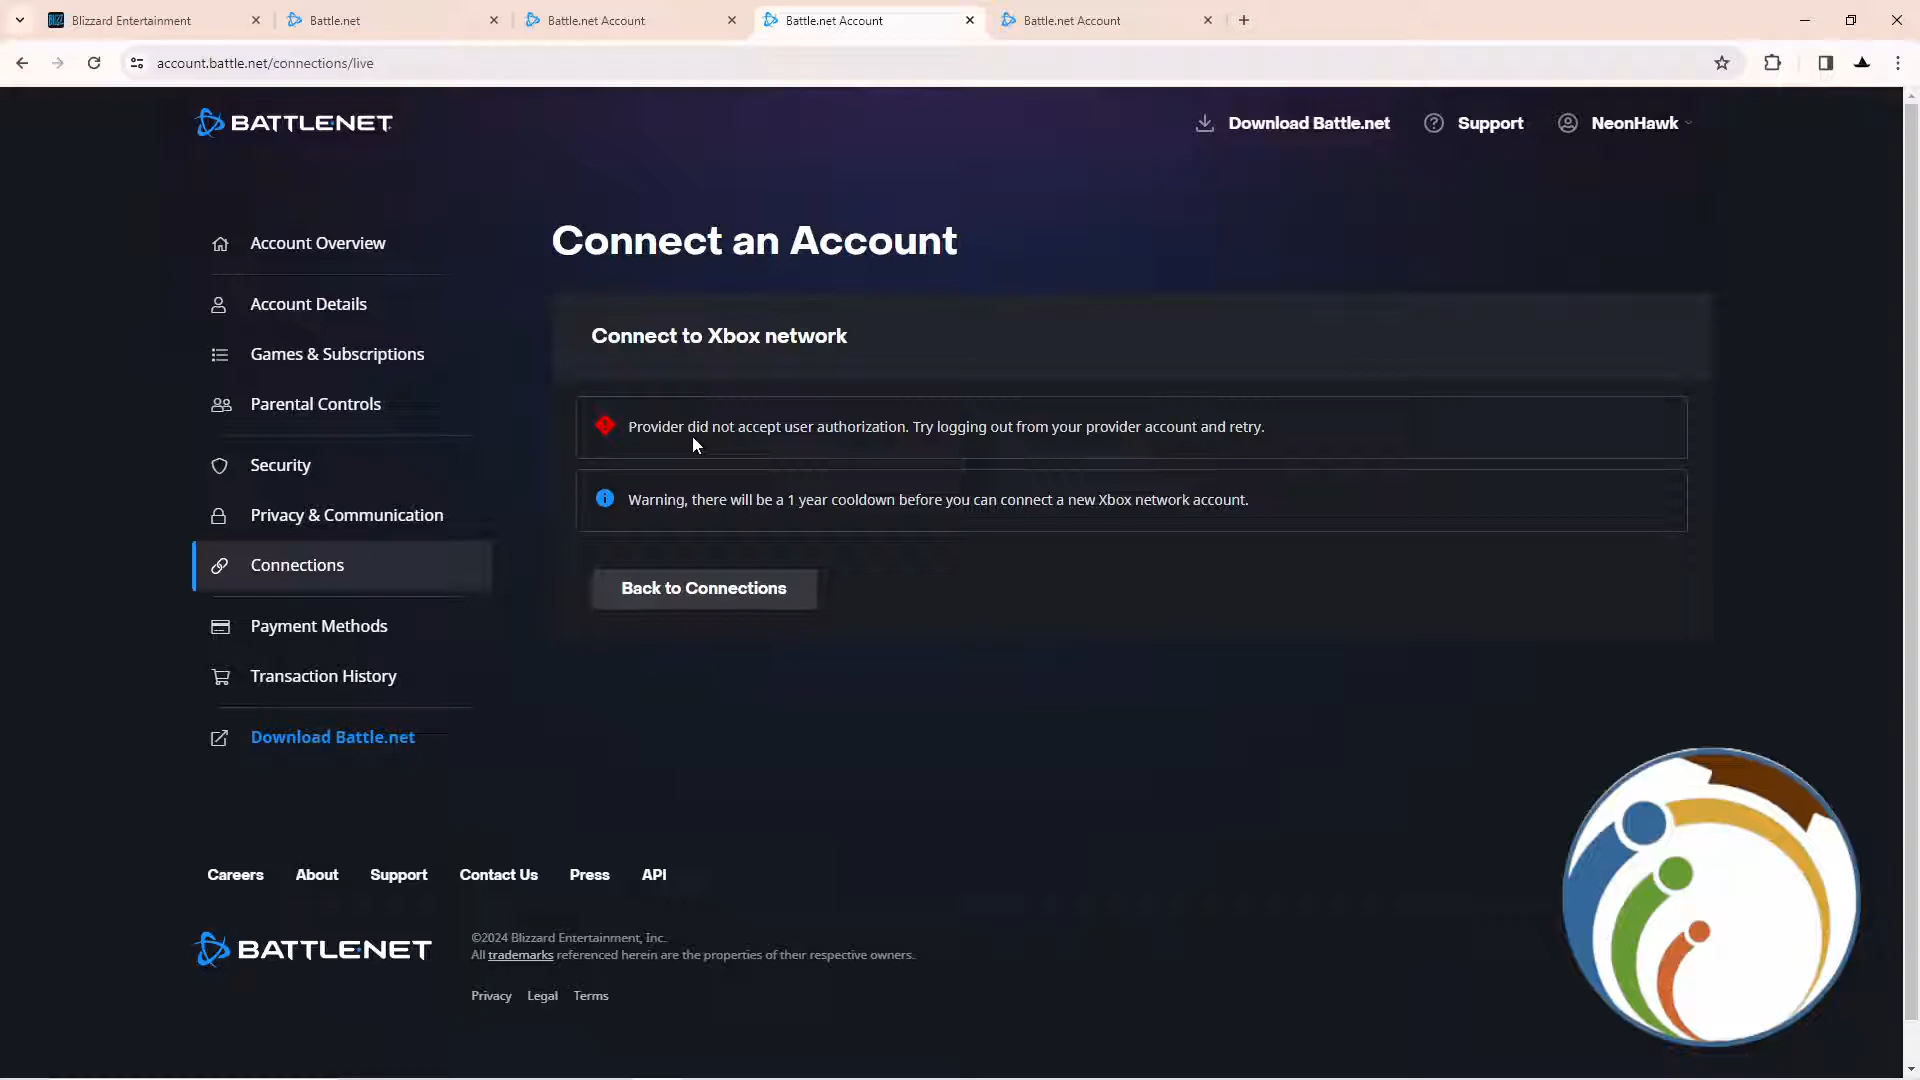 Blizzard Entertainment
Battle.net
Battle.net Account
Battle.net Account
Battle.net Account
account.battle.net/connections/live
BATTLE.NET
Download Battle.net
Support
NeonHawk
Account Overview
Account Details
Games & Subscriptions
Parental Controls
Security
Privacy & Communication
Connections
Payment Methods
Transaction History
Download Battle.net
Connect an Account
Connect to Xbox network
Provider did not accept user authorization. Try logging out from your provider account and retry.
Warning, there will be a 1 year cooldown before you can connect a new Xbox network account.
Back to Connections
Careers About Support Contact Us Press API
BATTLE.NET
©2024 Blizzard Entertainment, Inc.
All trademarks referenced herein are the properties of their respective owners.
Privacy Legal Terms